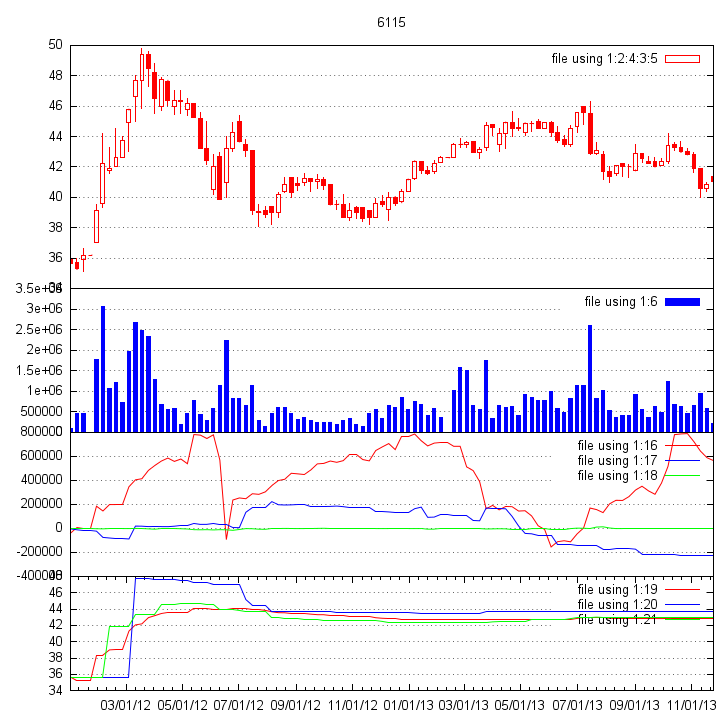 6115
50
file using 1:2:4:3:5
48
46
44
42
40
38
36
34
3.5e+06
file using 1:6
3e+06
2.5e+06
2e+06
1.5e+06
1e+06
500000
0
800000
file using 1:16
600000
file using 1:17
file using 1:18
400000
200000
0
-200000
-400000
48
file using 1:19
46
file using 1:20
44
file using 1:21
42
40
38
36
34
03/01/12 05/01/12 07/01/12 09/01/12 11/01/12 01/01/13 03/01/13 05/01/13 07/01/13 09/01/13 11/01/13